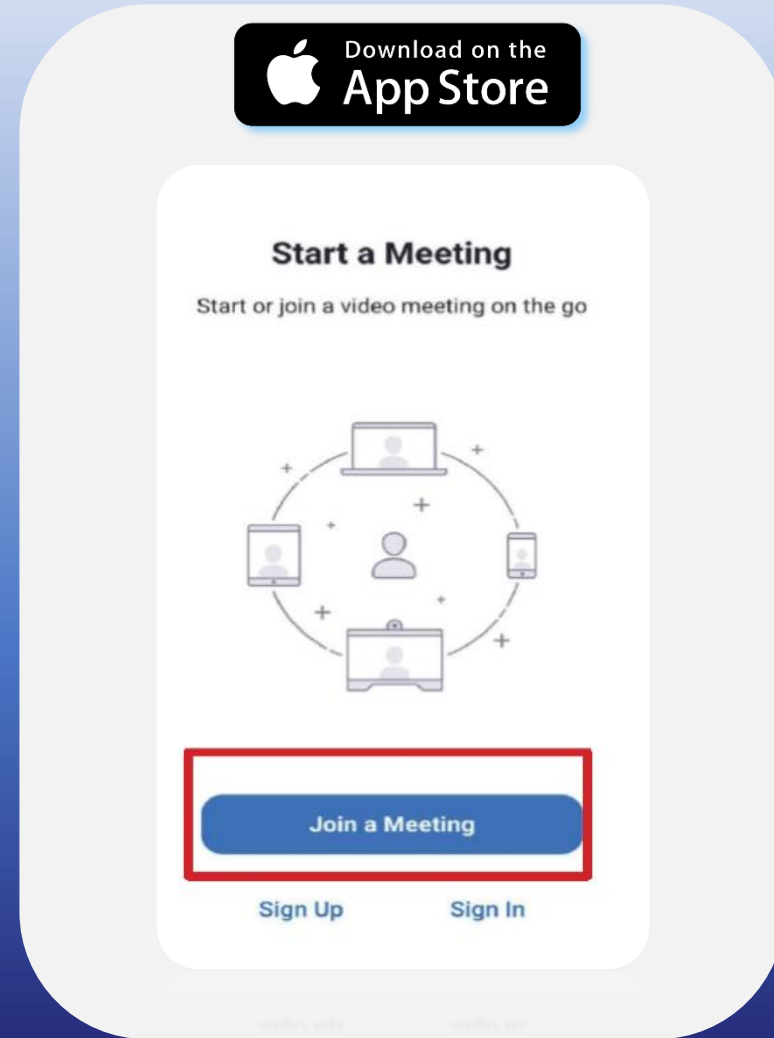 Download on the
App Store
Start a Meeting
Start or join a video meeting on the go
Join a Meeting
Sign Up Sign In